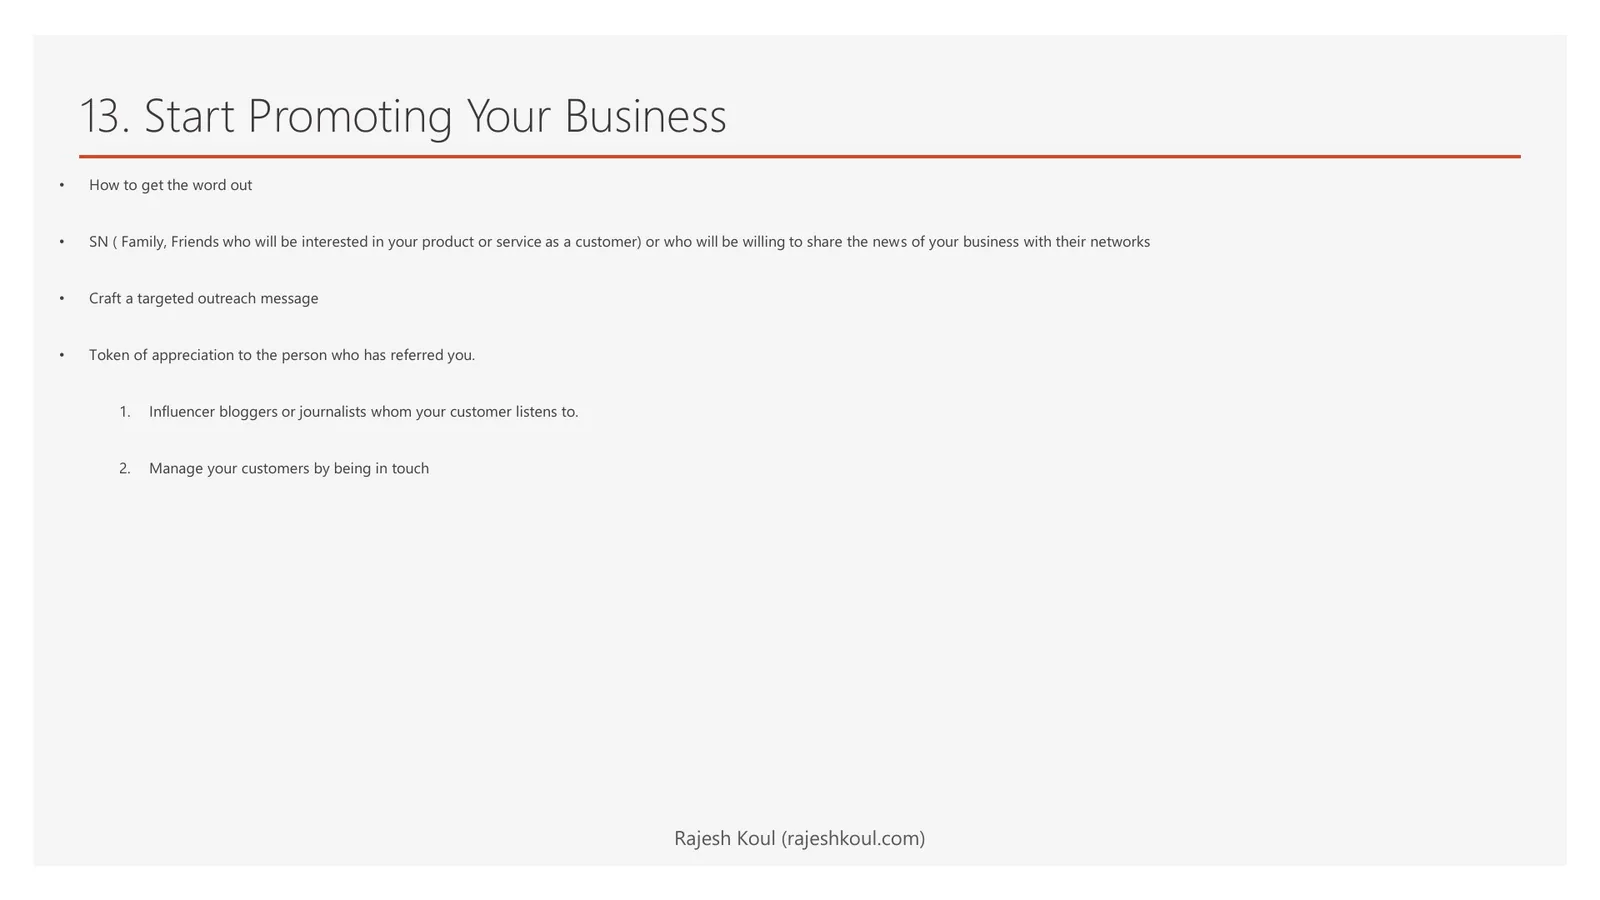 13. Start Promoting Your Business
• How to get the word out
• SN ( Family, Friends who will be interested in your product or service as a customer) or who will be willing to share the news of your business with their networks
• Craft a targeted outreach message
• Token of appreciation to the person who has referred you.
1. Influencer bloggers or journalists whom your customer listens to.
2. Manage your customers by being in touch
Rajesh Koul (rajeshkoul.com)